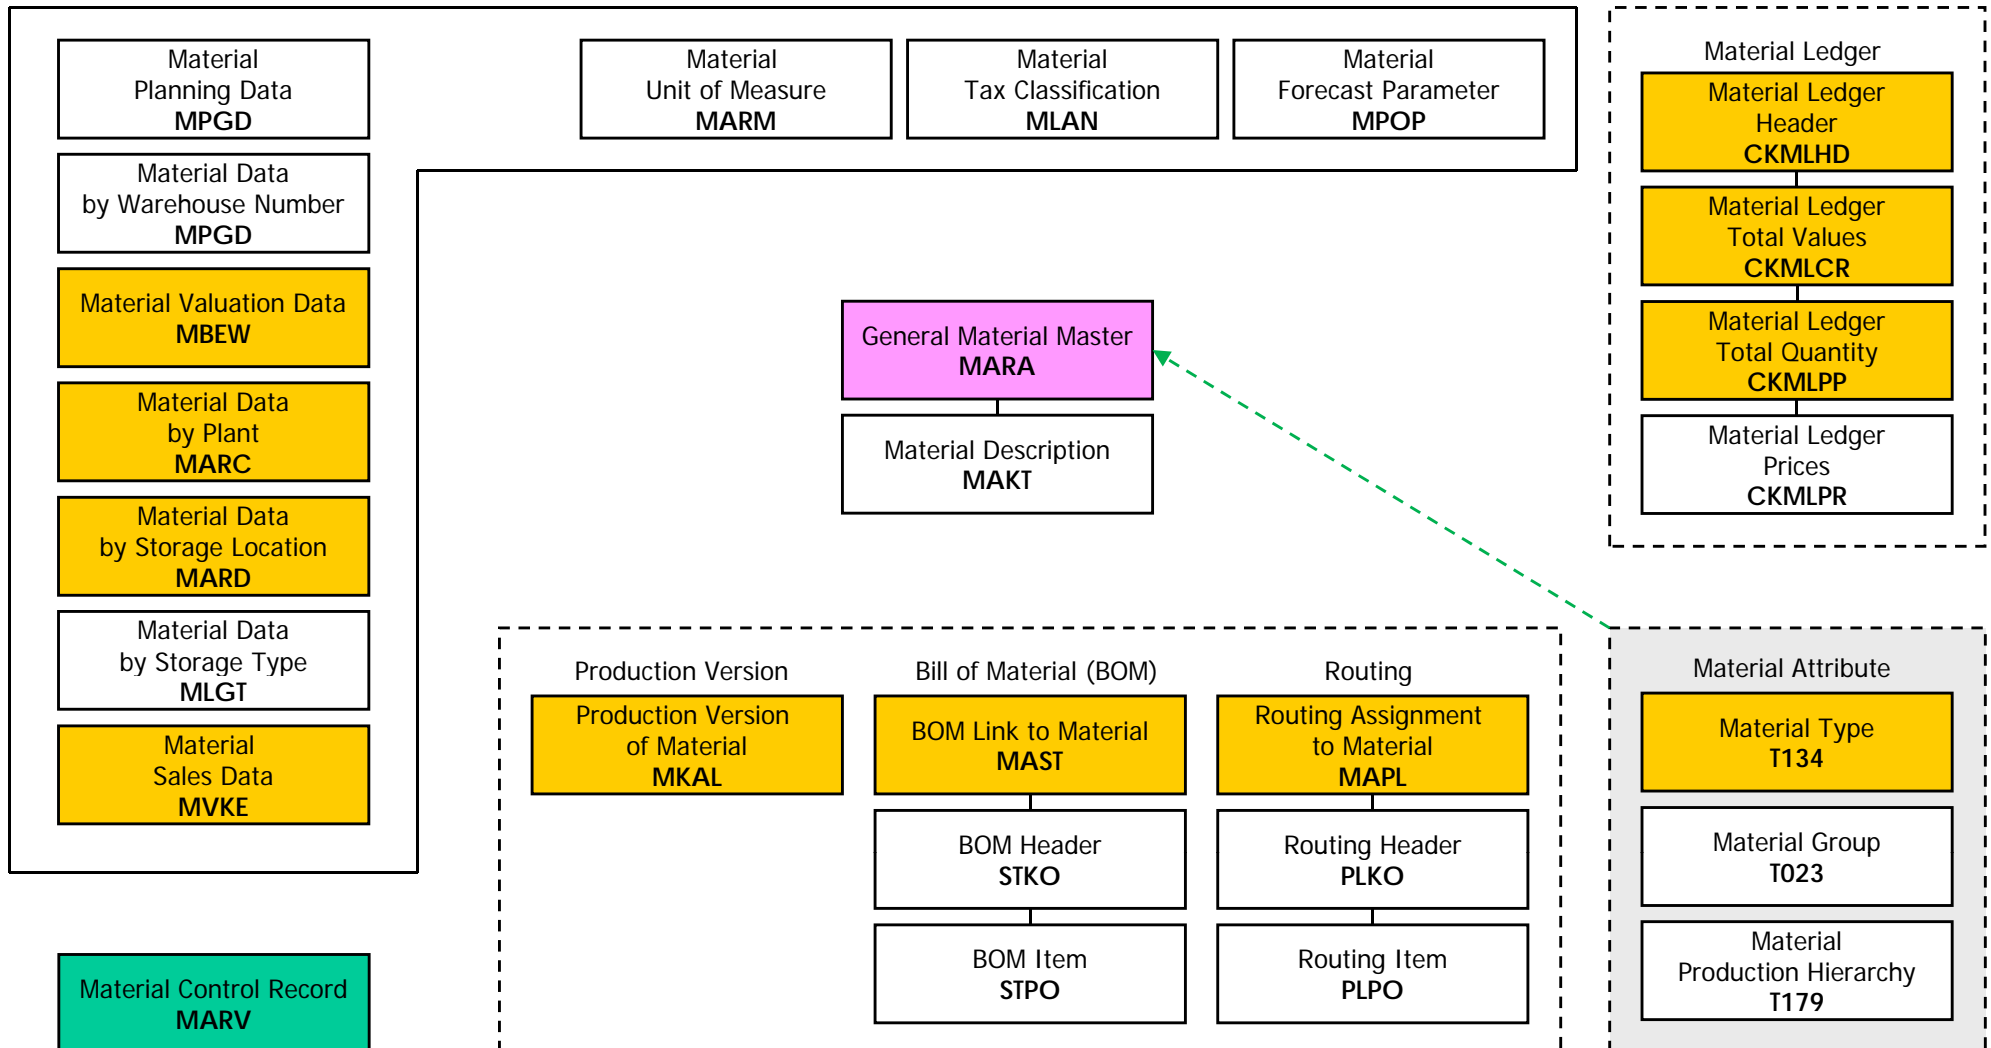 Material
Planning Data
MPGD
Material Data
by Warehouse Number
MPGD
Material Valuation Data
MBEW
Material Data
by Plant
MARC
Material Data
by Storage Location
MARD
Material Data
by Storage Type
MLGT
Material
Sales Data
MVKE
Material Control Record
MARV
Material
Unit of Measure
MARM
Material
Tax Classification
MLAN
Material
Forecast Parameter
MPOP
General Material Master
MARA
Material Description
MAKT
Material Ledger
Material Ledger
Header
CKMLHD
Material Ledger
Total Values
CKMLCR
Material Ledger
Total Quantity
CKMLPP
Material Ledger
Prices
CKMLPR
Production Version
Production Version
of Material
MKAL
Bill of Material (BOM)
BOM Link to Material
MAST
BOM Header
STKO
BOM Item
STPO
Routing
Routing Assignment
to Material
MAPL
Routing Header
PLKO
Routing Item
PLPO
Material Attribute
Material Type
T134
Material Group
T023
Material
Production Hierarchy
T179